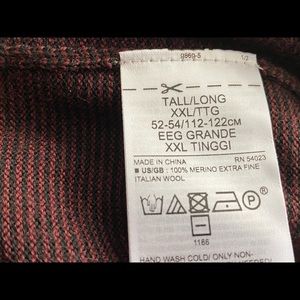 9860-5 1/2
TALL/LONG
XXL/TTG
52-54/112-122CM
EEG GRANDE
XXL TINGGI
MADE IN CHINA RN 54023
■ US/GB : 100% MERINO EXTRA FINE
ITALIAN WOOL
P
1186
HAND WASH COLD/ ONLY NON-